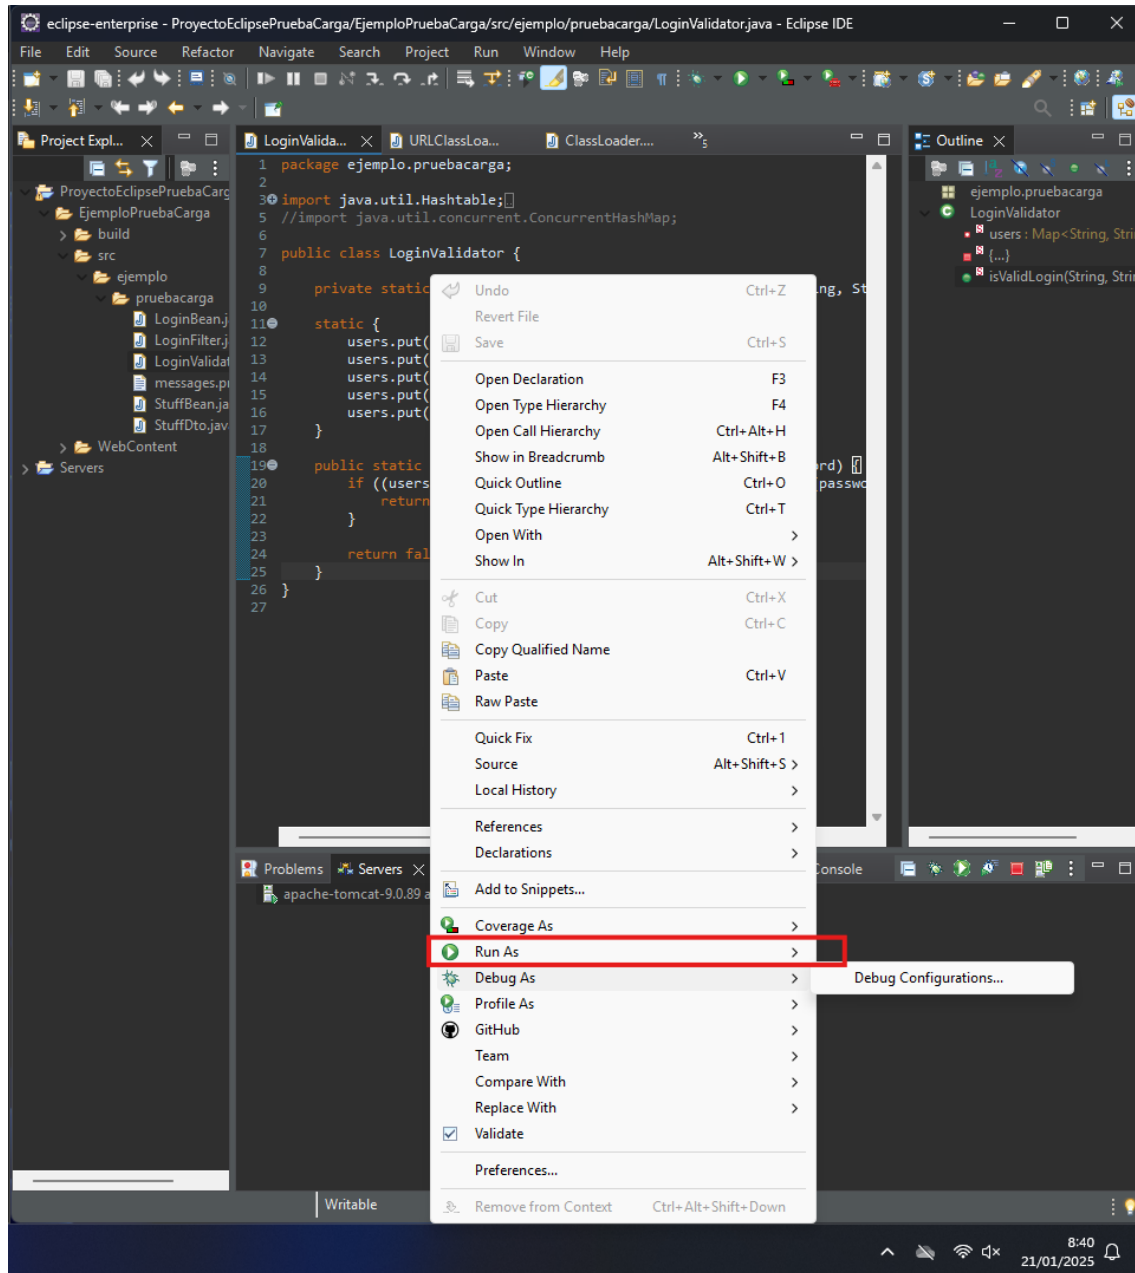 eclipse-enterprise - ProyectoEclipsePruebaCarga/EjemploPruebaCarga/src/ejemplo/pruebacarga/LoginValidator.java - Eclipse IDE
File Edit Source Refactor Navigate Search Project Run Window Help
Project Expl...
ProyectoEclipsePruebaCarg
EjemploPruebaCarga
build
src
ejemplo
pruebacarga
LoginBean.j
LoginFilter.j
LoginValidat
messages.pr
StuffBean.ja
StuffDto.jav
WebContent
Servers
LoginValida... URLClassLoa... ClassLoader.... »5
1 package ejemplo.pruebacarga;
2
3 import java.util.Hashtable;
5 //import java.util.concurrent.ConcurrentHashMap;
6
7 public class LoginValidator {
8
9 private static ing, St
10
11 static {
12 users.put(
13 users.put(
14 users.put(
15 users.put(
16 users.put(
17 }
18
19 public static ord) {
20 if ((users passwo
21 return
22 }
23
24 return fal
25 }
26 }
27
Outline
ejemplo.pruebacarga
LoginValidator
users : Map<String, Stri
{...}
isValidLogin(String, Strin
Undo Ctrl+Z
Revert File
Save Ctrl+S
Open Declaration F3
Open Type Hierarchy F4
Open Call Hierarchy Ctrl+Alt+H
Show in Breadcrumb Alt+Shift+B
Quick Outline Ctrl+O
Quick Type Hierarchy Ctrl+T
Open With
Show In Alt+Shift+W
Cut Ctrl+X
Copy Ctrl+C
Copy Qualified Name
Paste Ctrl+V
Raw Paste
Quick Fix Ctrl+1
Source Alt+Shift+S
Local History
References
Declarations
Add to Snippets...
Coverage As
Run As
Debug As
Profile As
GitHub
Team
Compare With
Replace With
Validate
Preferences...
Remove from Context Ctrl+Alt+Shift+Down
Debug Configurations...
Problems Servers Console
apache-tomcat-9.0.89 a
Writable
8:40
21/01/2025